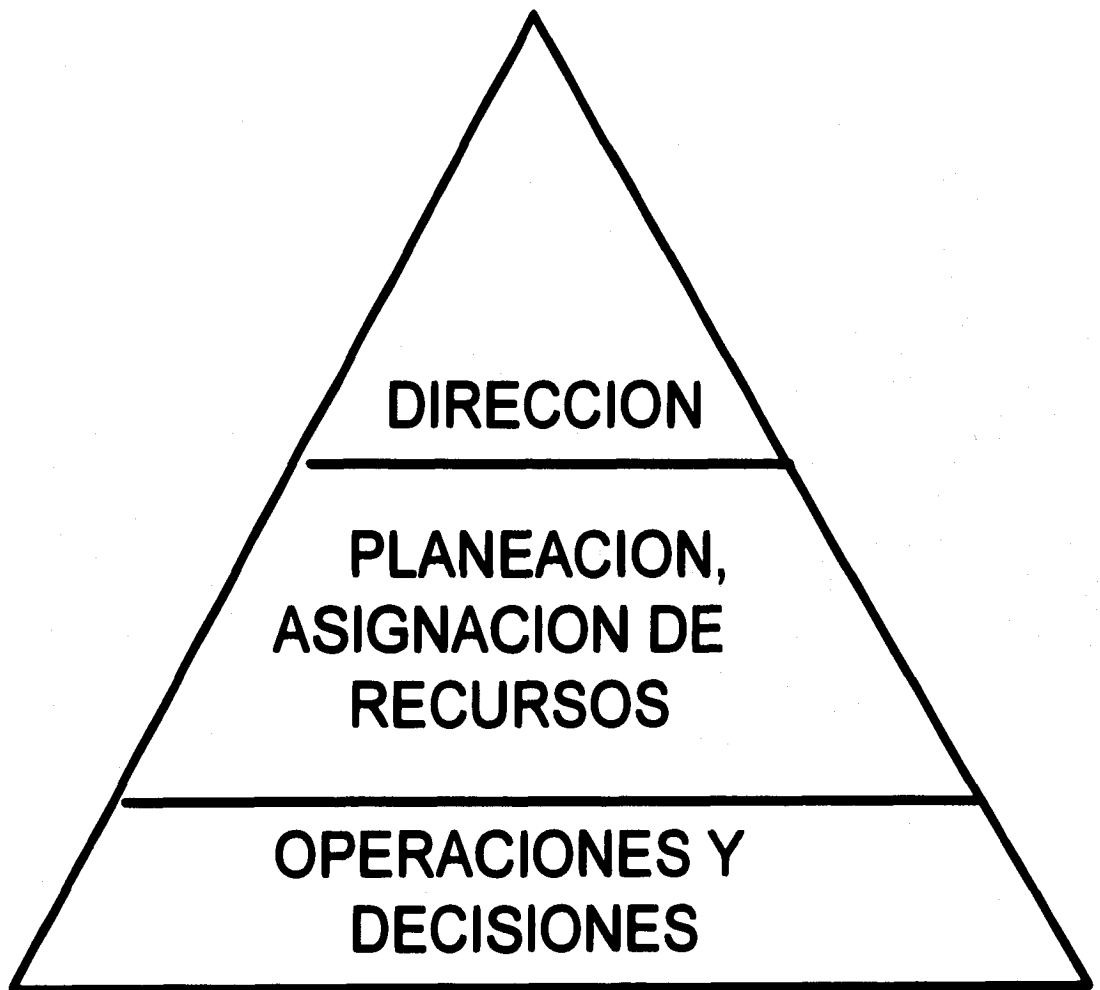 DIRECCION
PLANEACION,
ASIGNACION DE
RECURSOS
OPERACIONES Y
DECISIONES